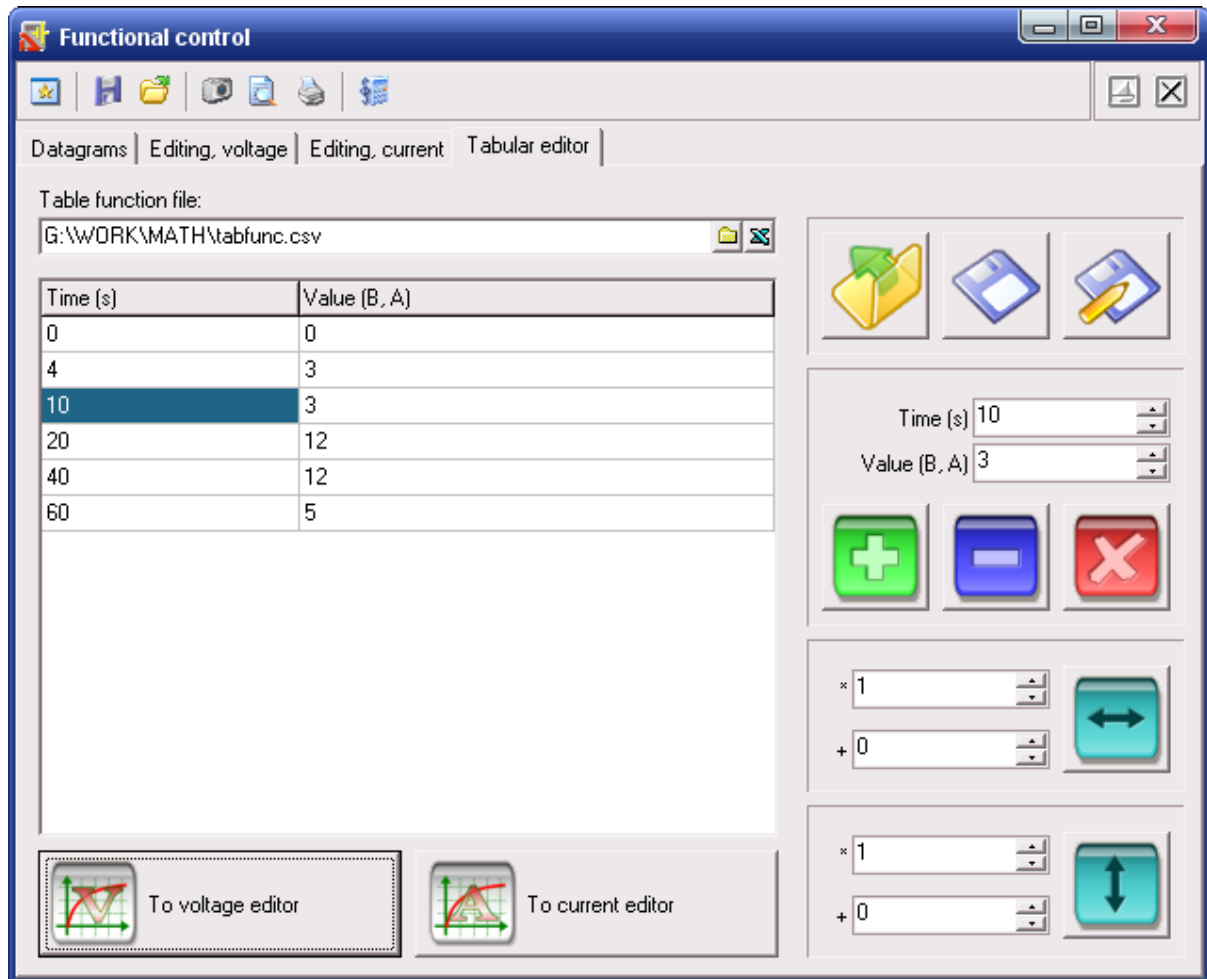 Functional control
Datagrams Editing, voltage Editing, current Tabular editor
Table function file:
G:\WORK\MATH\tabfunc.csv
Time (s) Value (B, A)
0 0
4 3
10 3
20 12
40 12
60 5
To voltage editor To current editor
Time (s) 10
Value (B, A) 3
× 1
+ 0
× 1
+ 0